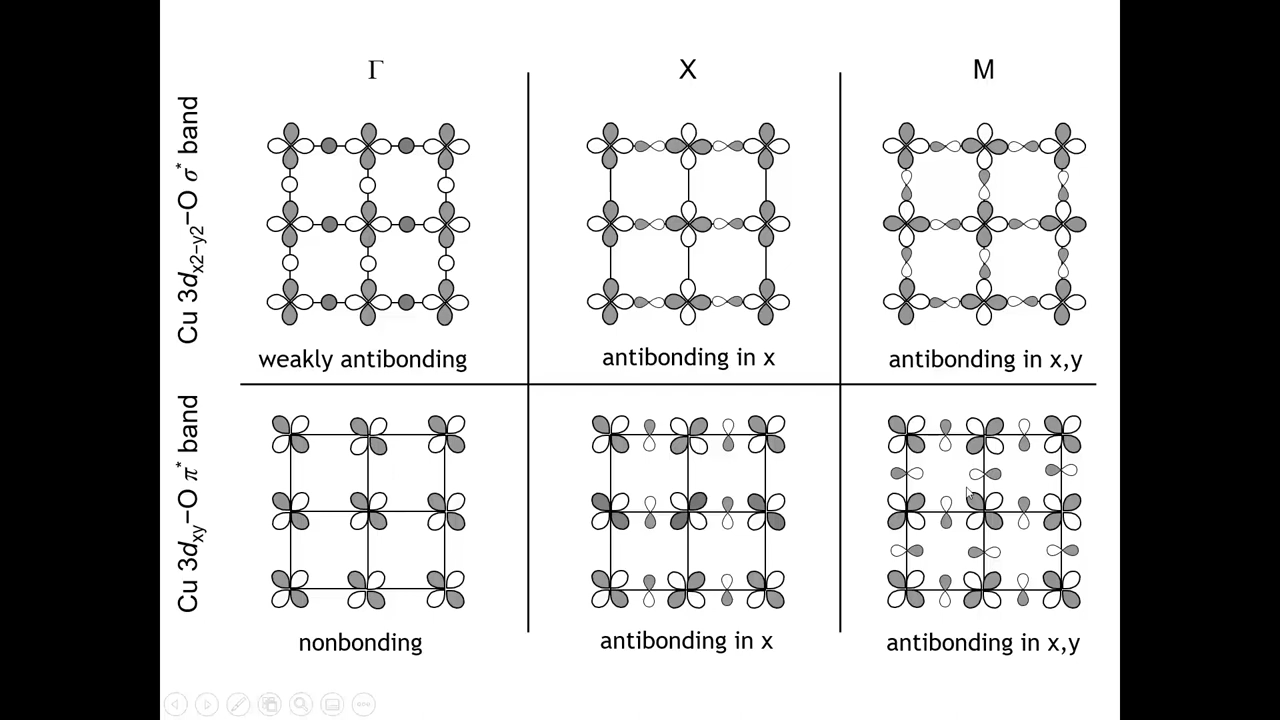 Γ
X
M
Cu 3dx2−y2−O σ* band
weakly antibonding
antibonding in x
antibonding in x,y
Cu 3dxy−O π* band
nonbonding
antibonding in x
antibonding in x,y